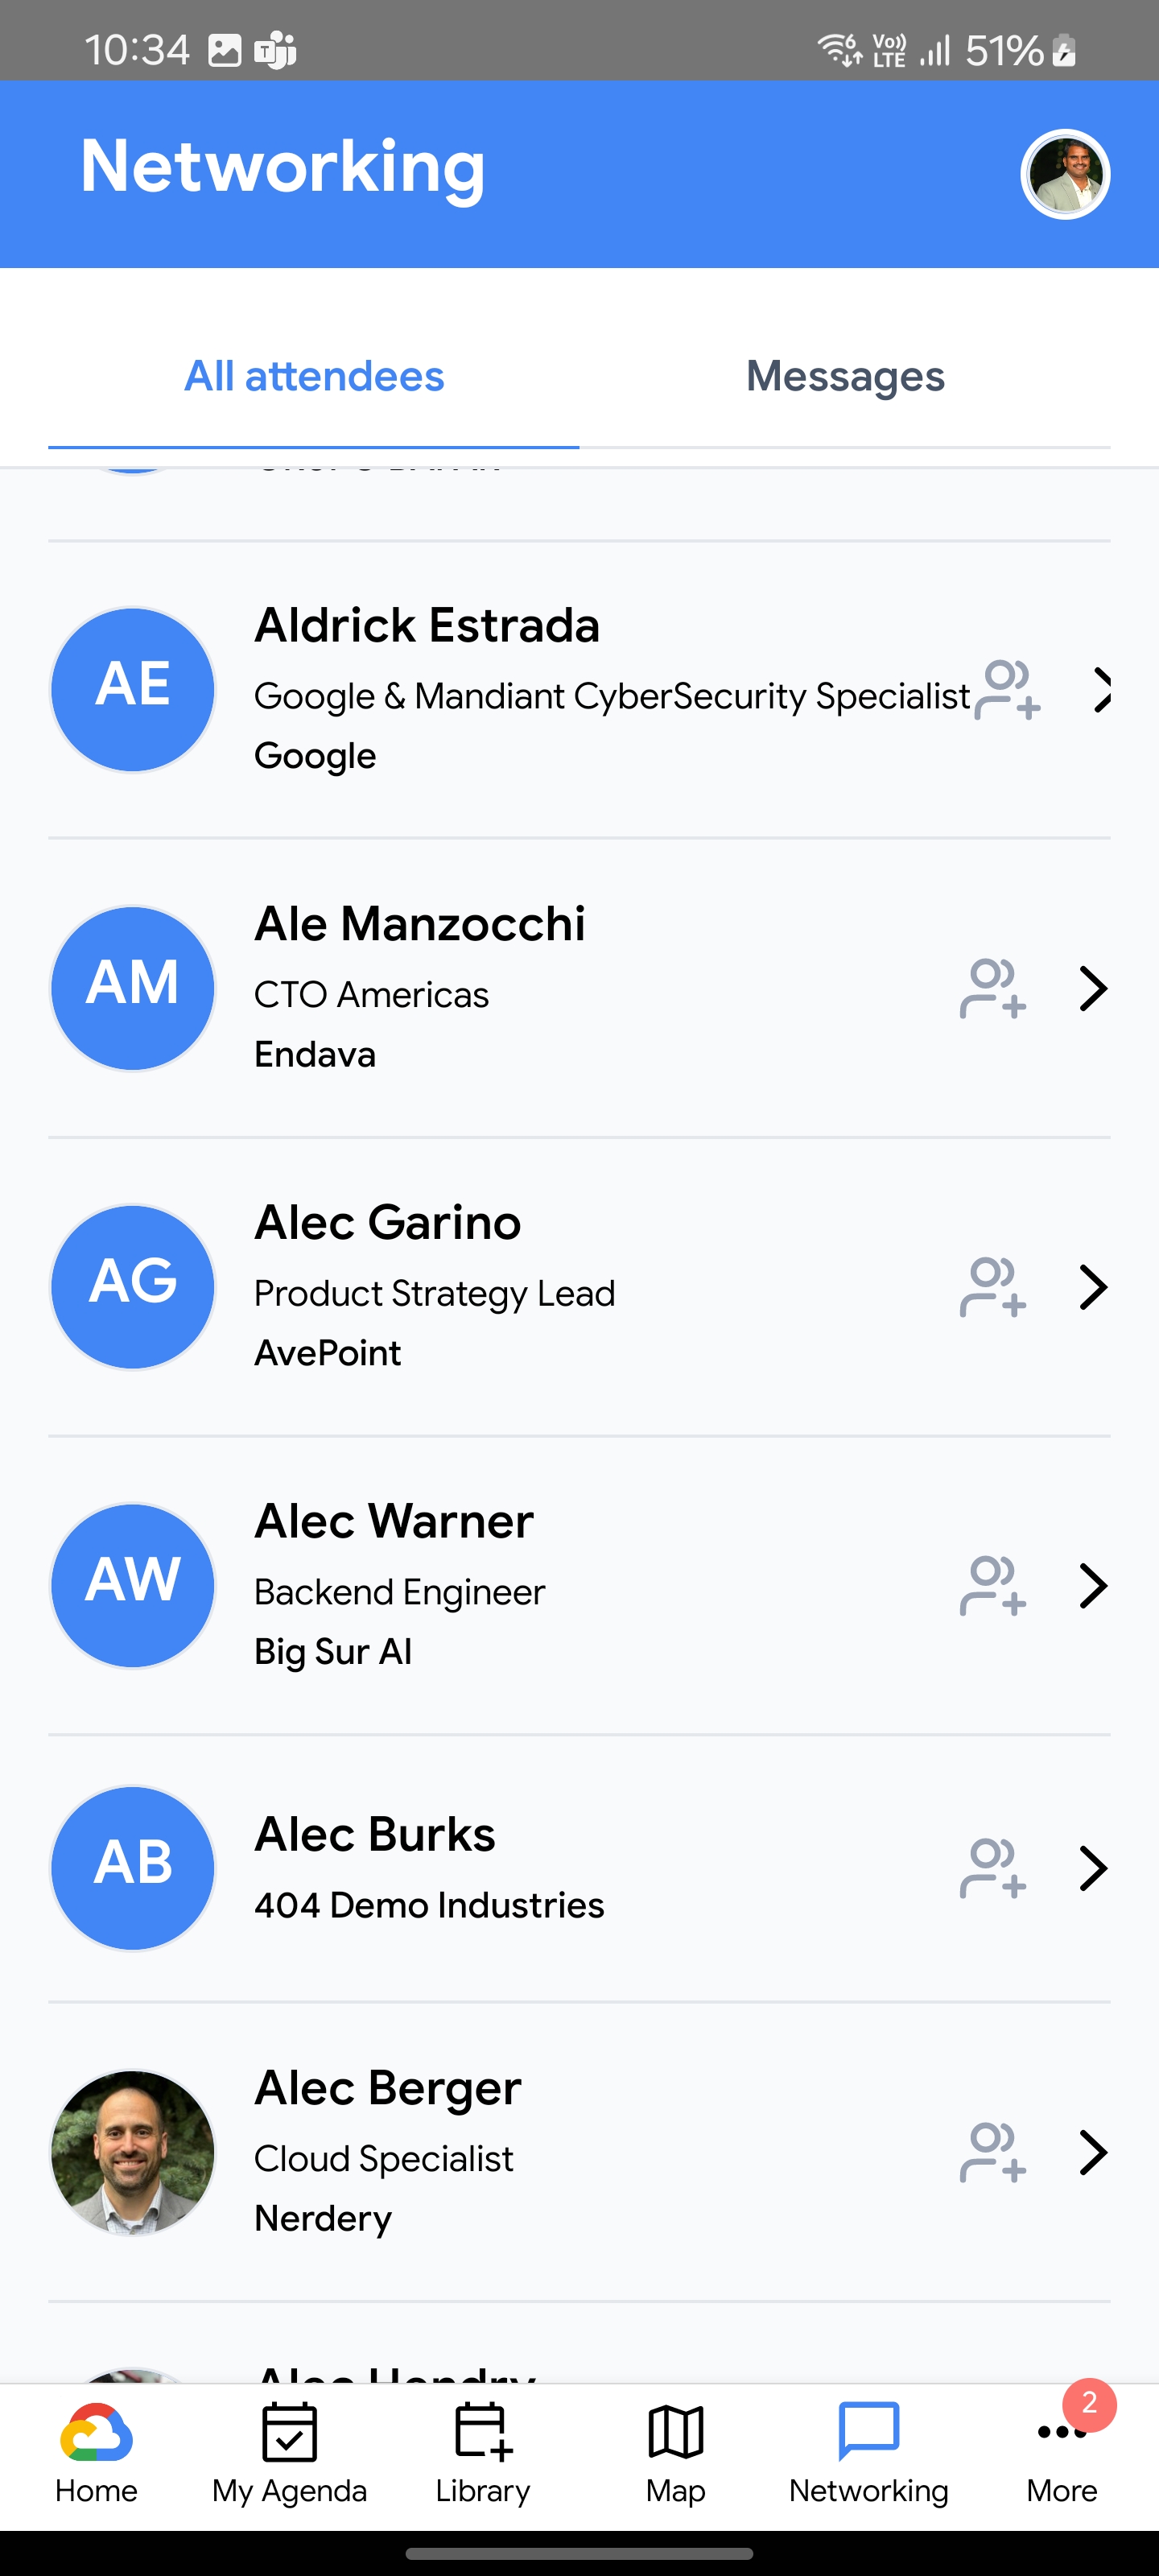 10:34
Vo))
LTE
51%
Networking
All attendees
Messages
AE
Aldrick Estrada
Google & Mandiant CyberSecurity Specialist
Google
AM
Ale Manzocchi
CTO Americas
Endava
AG
Alec Garino
Product Strategy Lead
AvePoint
AW
Alec Warner
Backend Engineer
Big Sur AI
AB
Alec Burks
404 Demo Industries
Alec Berger
Cloud Specialist
Nerdery
Alec Hendry
2
Home
My Agenda
Library
Map
Networking
More